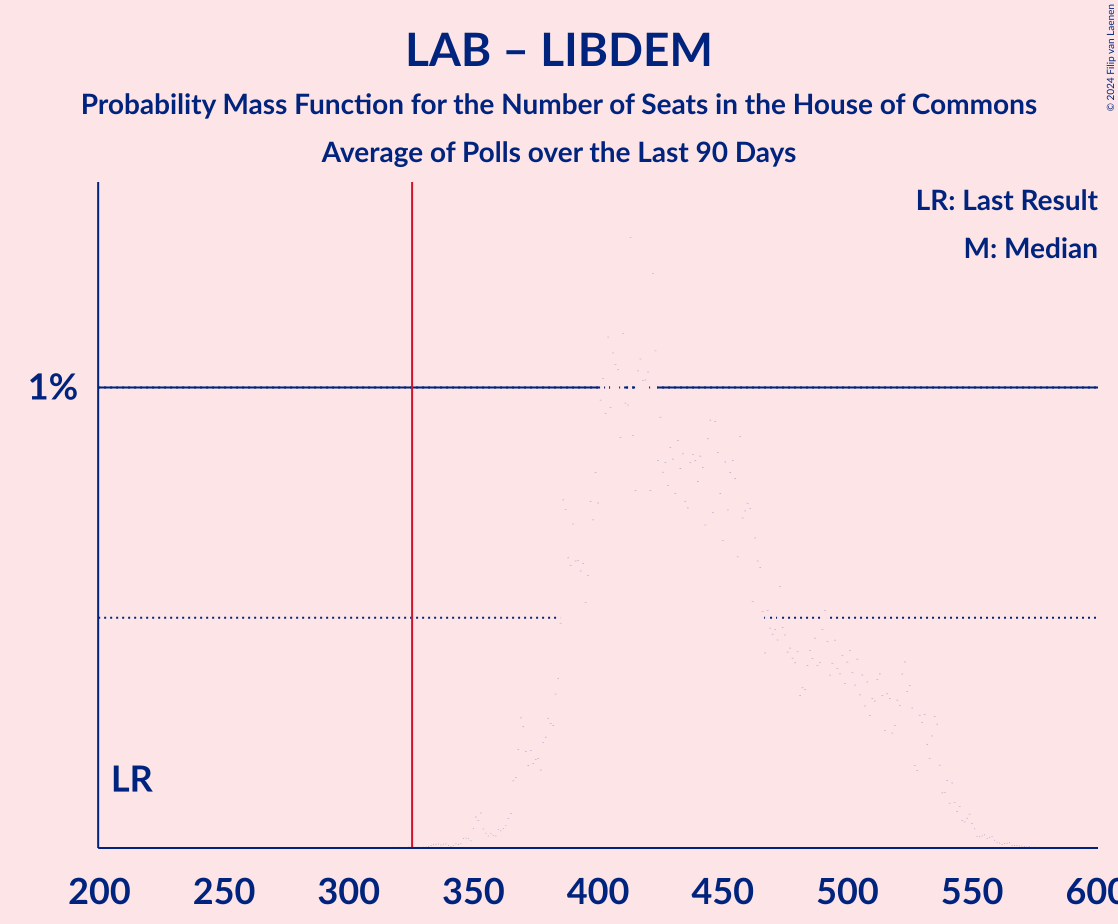 LAB – LIBDEM
Probability Mass Function for the Number of Seats in the House of Commons
Average of Polls over the Last 90 Days
© 2024 Filip van Laenen
LR: Last Result
M: Median
1%
LR
200 250 300 350 400 450 500 550 600